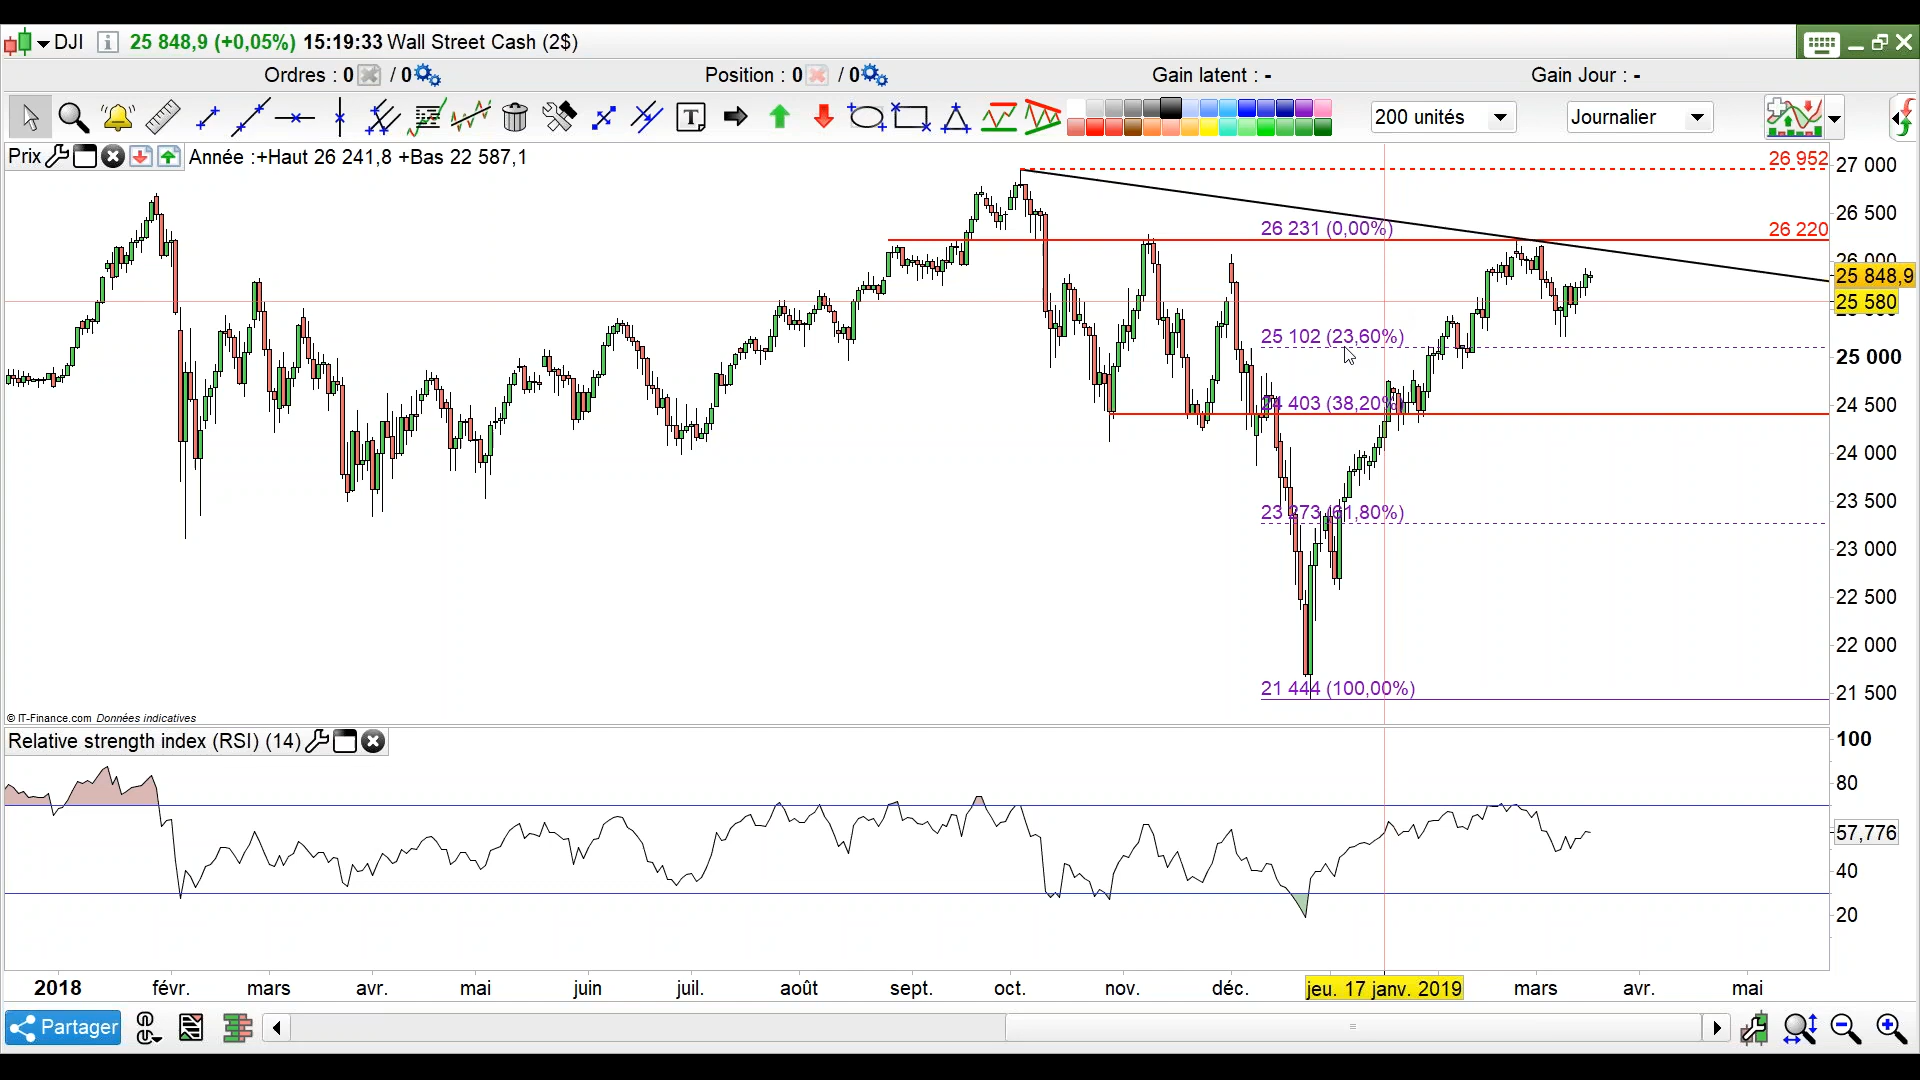 DJI 25 848,9 (+0,05%) 15:19:33 Wall Street Cash (2$)
Ordres : 0 / 0 Position : 0 / 0 Gain latent : - Gain Jour : -
200 unités Journalier
Prix Année :+Haut 26 241,8 +Bas 22 587,1
26 952
27 000
26 500
26 231 (0,00%)
26 220
26 000
25 848,9
25 580
25 102 (23,60%)
25 000
24 403 (38,20%)
24 500
24 000
23 500
23 273 (61,80%)
23 000
22 500
22 000
21 444 (100,00%)
21 500
© IT-Finance.com Données indicatives
Relative strength index (RSI) (14)
100
80
57,776
40
20
2018 févr. mars avr. mai juin juil. août sept. oct. nov. déc. jeu. 17 janv. 2019 mars avr. mai
Partager